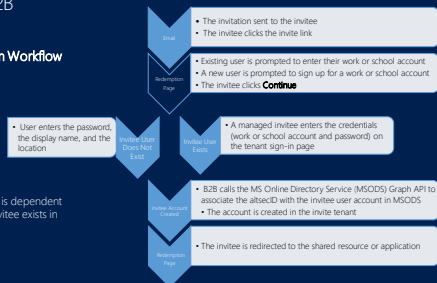 2B
n Workflow
is dependent
vitee exists in
Email
• The invitation sent to the invitee
• The invitee clicks the invite link
Redemption
Page
• Existing user is prompted to enter their work or school account
• A new user is prompted to sign up for a work or school account
• The invitee clicks Continue
• User enters the password,
the display name, and the
location
Invitee User
Does Not
Exist
Invitee User
Exists
• A managed invitee enters the credentials
(work or school account and password) on
the tenant sign-in page
Invitee Account
Created
• B2B calls the MS Online Directory Service (MSODS) Graph API to
associate the altsecID with the invitee user account in MSODS
• The account is created in the invite tenant
Redemption
Page
• The invitee is redirected to the shared resource or application